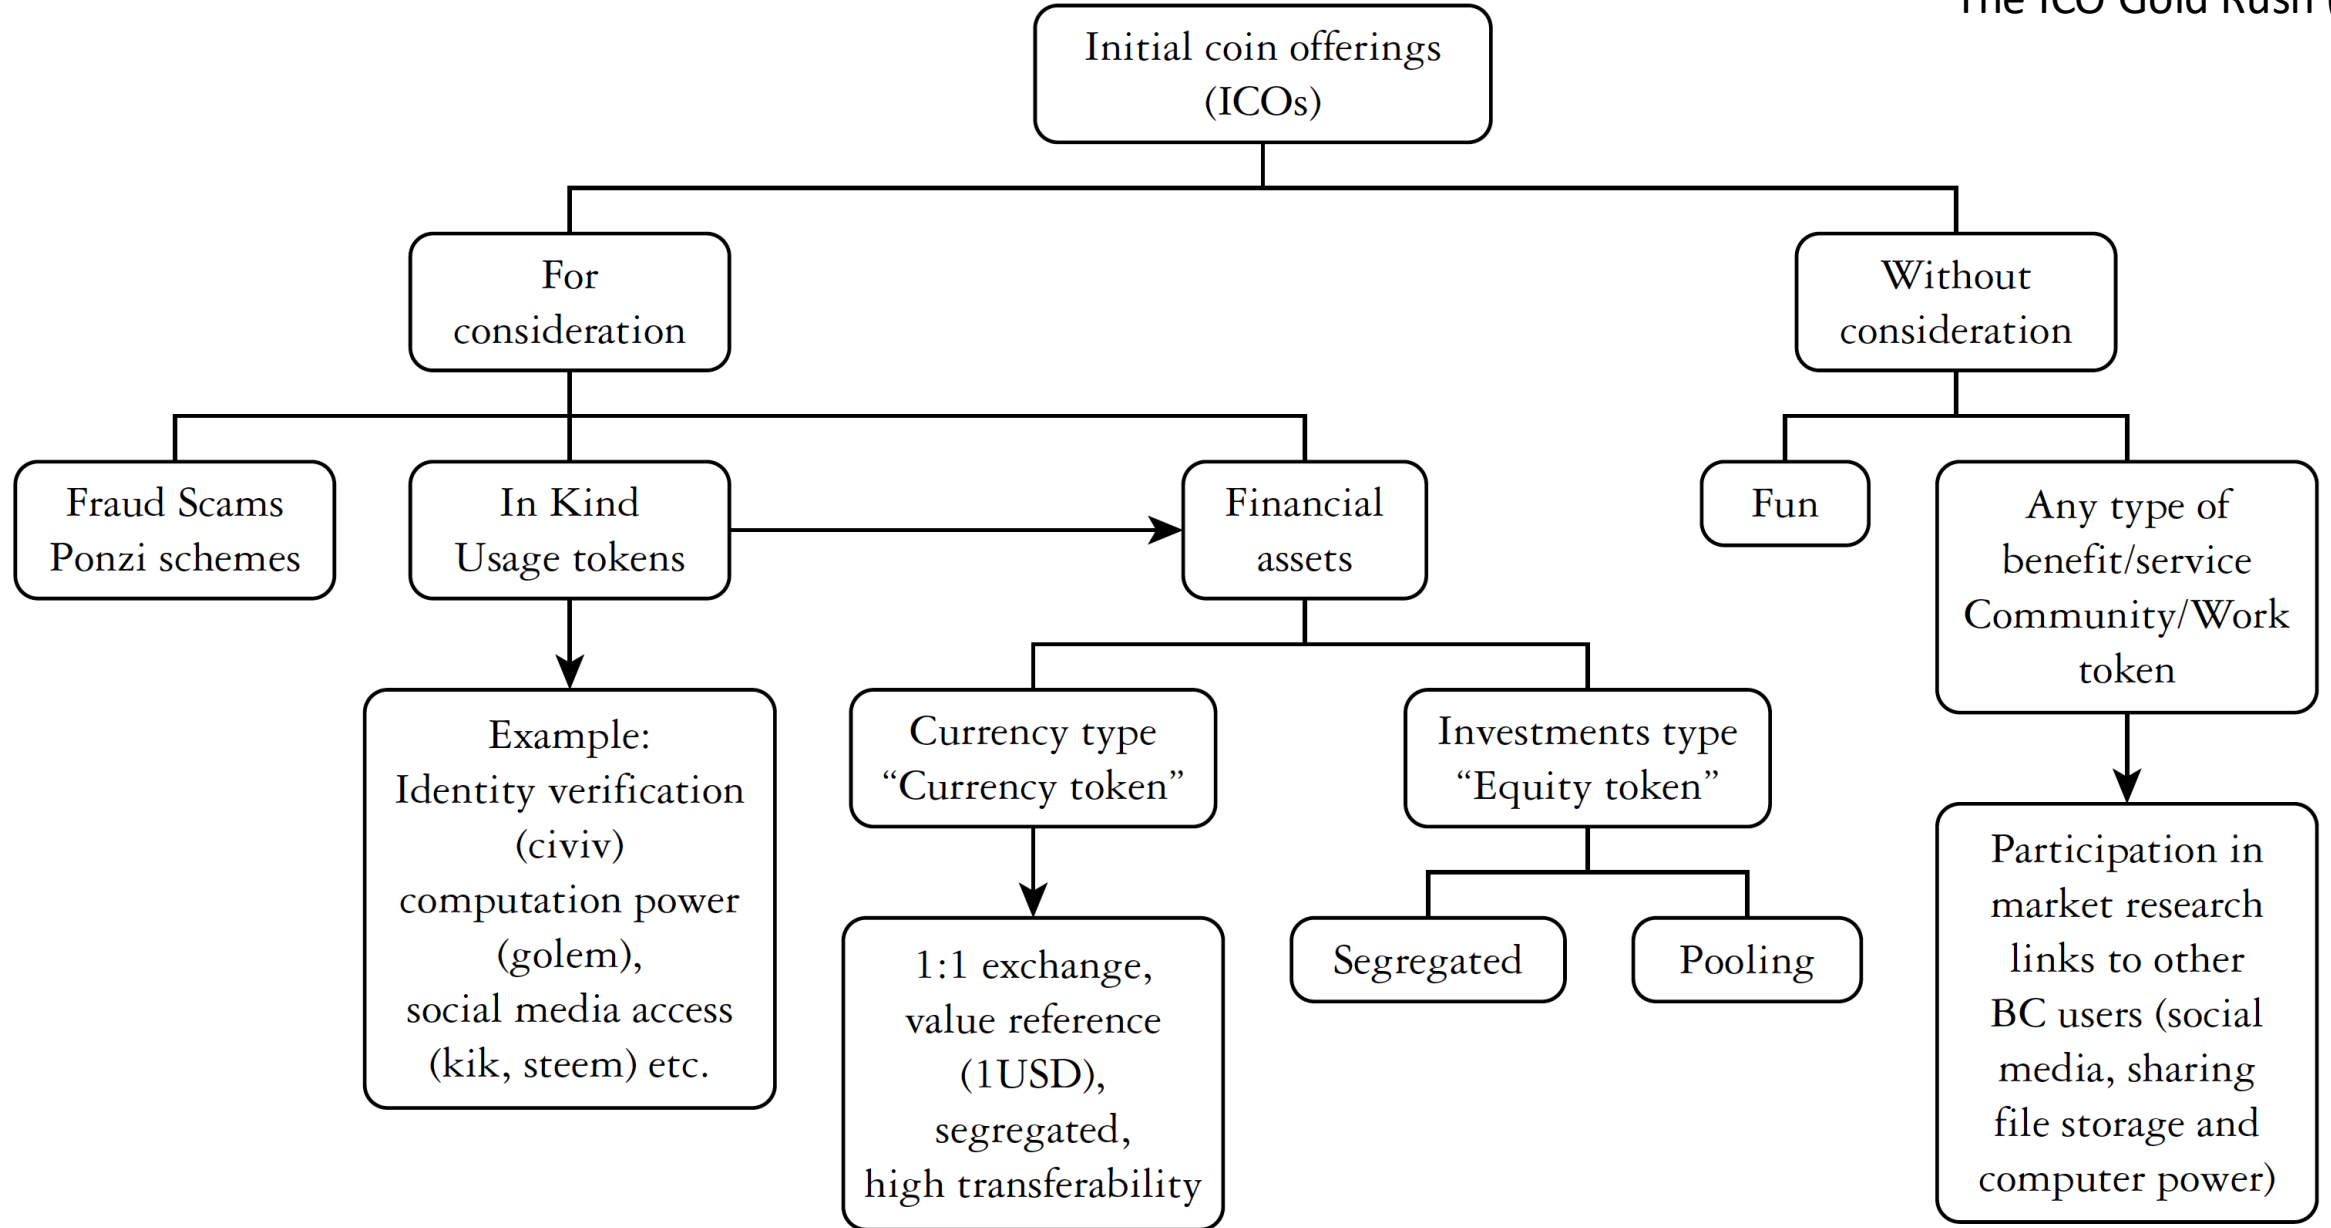 The ICO Gold Rush (
Initial coin offerings
(ICOs)
For
consideration
Without
consideration
Fraud Scams
Ponzi schemes
In Kind
Usage tokens
Financial
assets
Fun
Any type of
benefit/service
Community/Work
token
Example:
Identity verification
(civiv)
computation power
(golem),
social media access
(kik, steem) etc.
Currency type
“Currency token”
Investments type
“Equity token”
1:1 exchange,
value reference
(1USD),
segregated,
high transferability
Segregated
Pooling
Participation in
market research
links to other
BC users (social
media, sharing
file storage and
computer power)